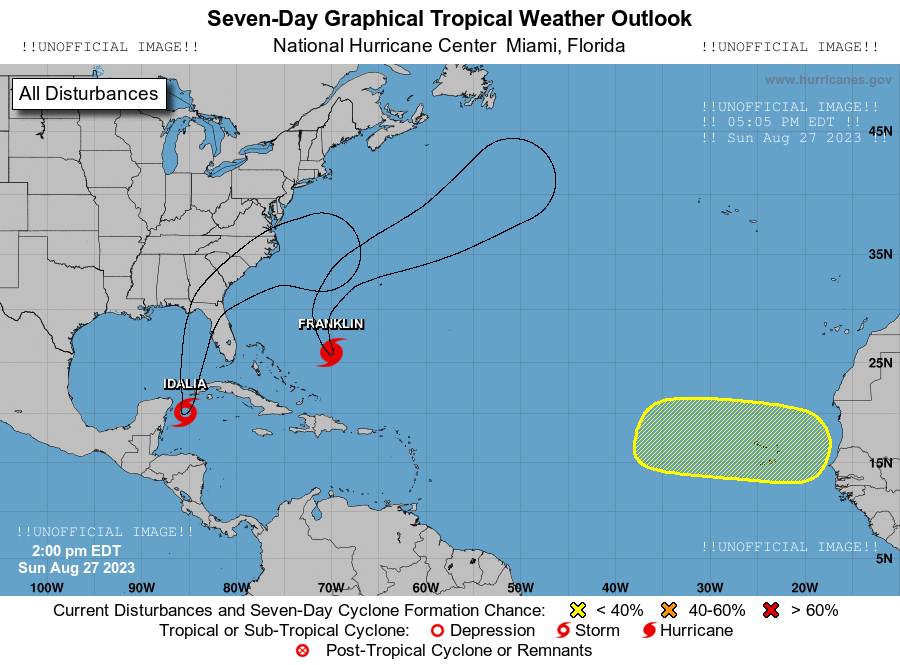 Seven-Day Graphical Tropical Weather Outlook
!!UNOFFICIAL IMAGE!! National Hurricane Center Miami, Florida !!UNOFFICIAL IMAGE!!
All Disturbances
www.hurricanes.gov
!!UNOFFICIAL IMAGE!!
!! 05:05 PM EDT !!
!! Sun Aug 27 2023 !!
45N
35N
FRANKLIN
25N
IDALIA
15N
!!UNOFFICIAL IMAGE!!
2:00 pm EDT
Sun Aug 27 2023
!!UNOFFICIAL IMAGE!!
5N
100W 90W 80W 70W 60W 50W 40W 30W 20W
Current Disturbances and Seven-Day Cyclone Formation Chance: < 40% 40-60% > 60%
Tropical or Sub-Tropical Cyclone: Depression Storm Hurricane
Post-Tropical Cyclone or Remnants